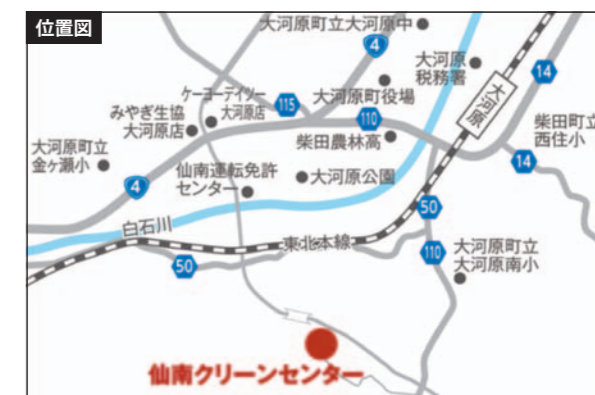 位置図
大河原町立大河原中
4
大河原
税務署
14
大河原
ケーヨーデイツー
大河原店
115
大河原町役場
みやぎ生協
大河原店
110
柴田農林高
柴田町立
西住小
大河原町立
金ヶ瀬小
14
仙南運転免許
センター
大河原公園
4
50
白石川
東北本線
50
110
大河原町立
大河原南小
仙南クリーンセンター